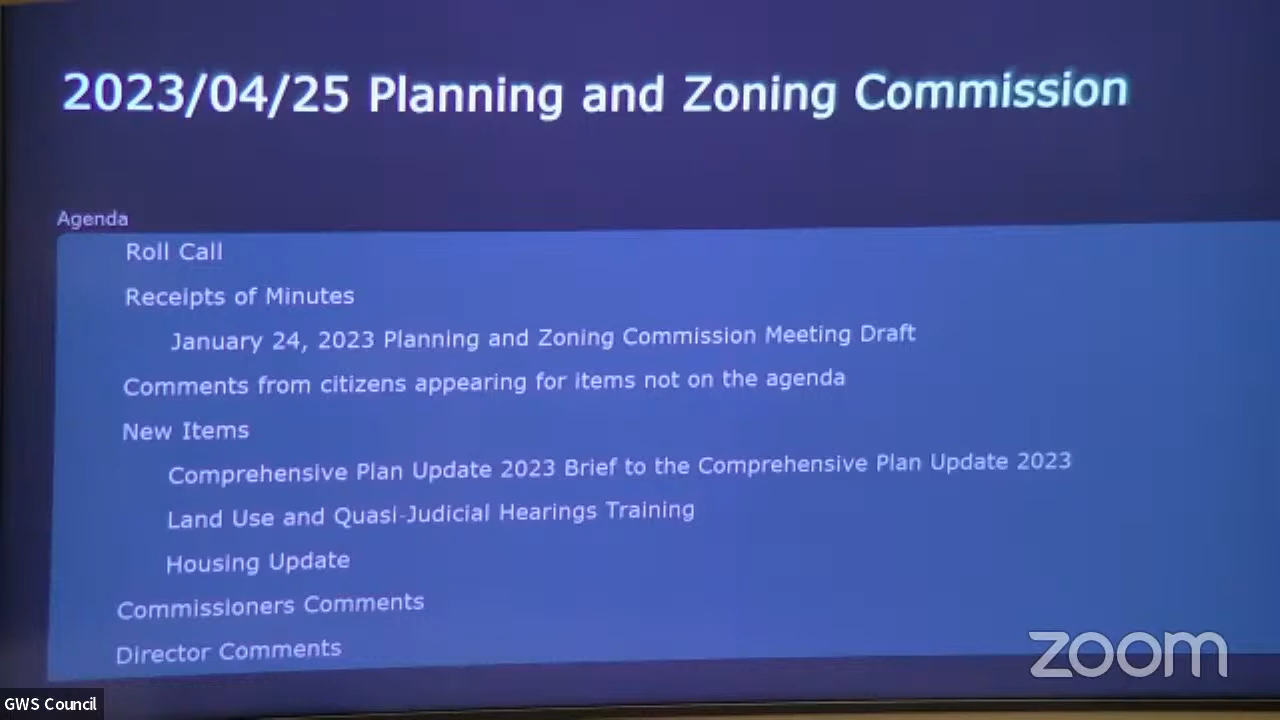 2023/04/25 Planning and Zoning Commission
Agenda
Roll Call
Receipts of Minutes
January 24, 2023 Planning and Zoning Commission Meeting Draft
Comments from citizens appearing for items not on the agenda
New Items
Comprehensive Plan Update 2023 Brief to the Comprehensive Plan Update 2023
Land Use and Quasi-Judicial Hearings Training
Housing Update
Commissioners Comments
Director Comments
zoom
GWS Council